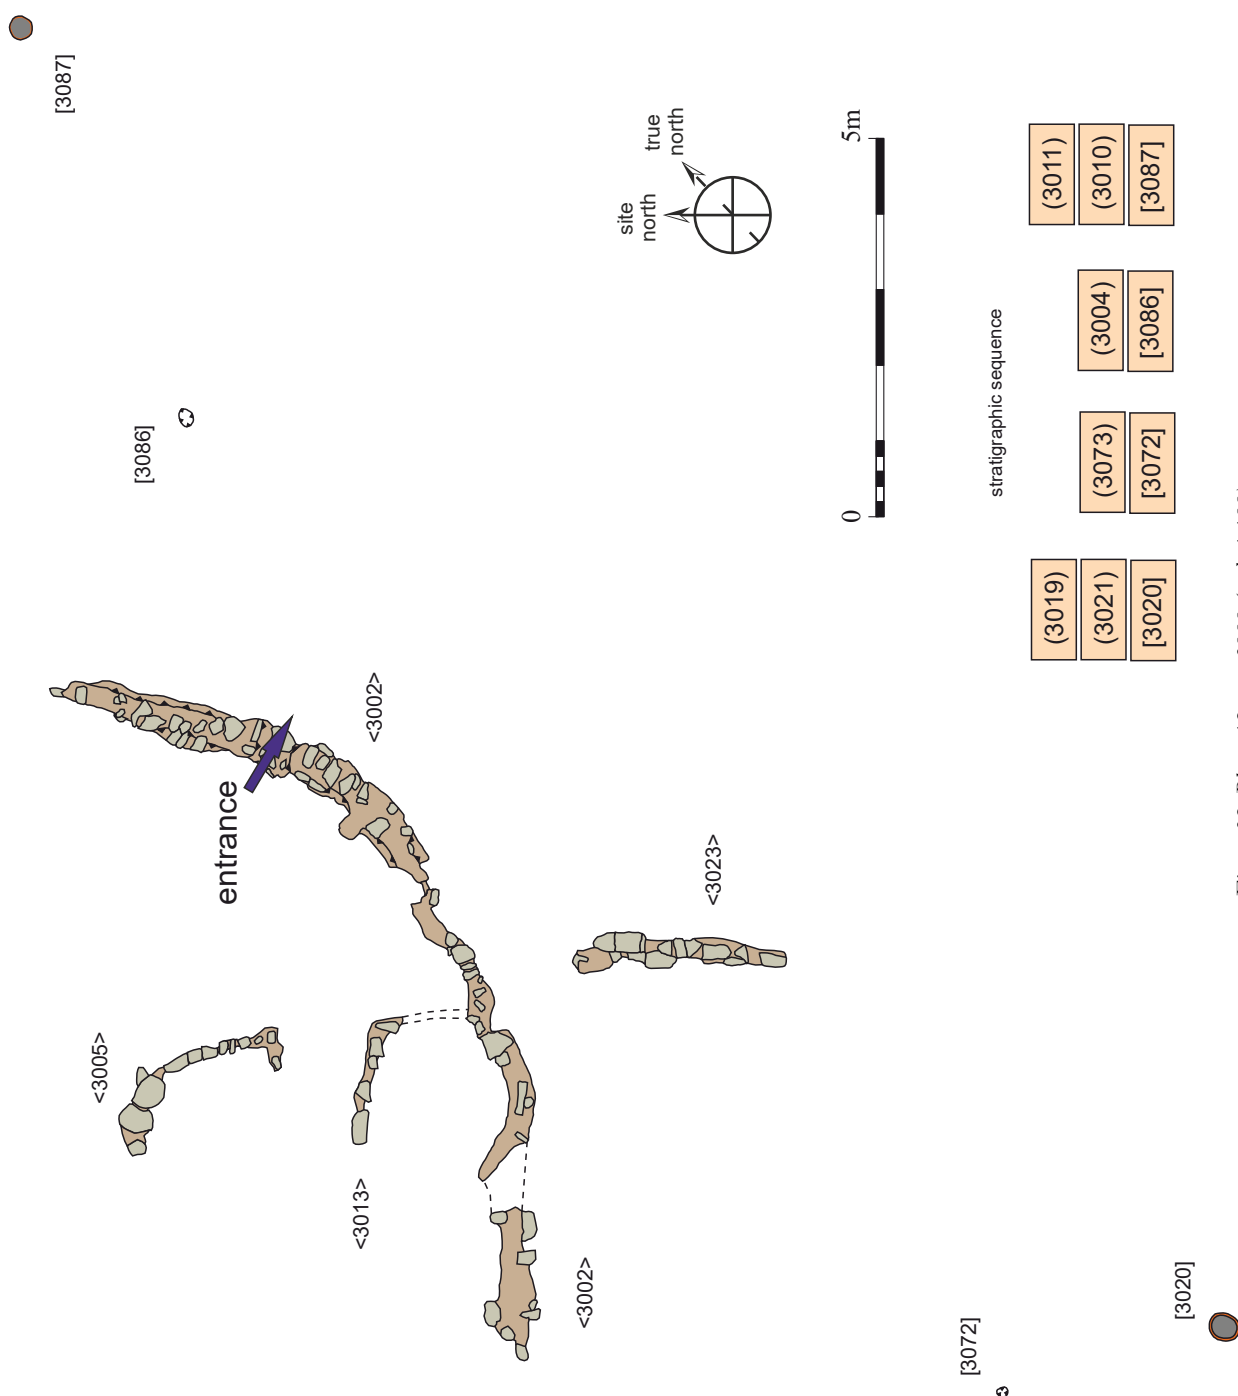 [3087]
[3086]
true
north
site
north
0
5m
stratigraphic sequence
(3011)
(3010)
[3087]
(3004)
[3086]
(3073)
[3072]
(3019)
(3021)
[3020]
<3002>
entrance
<3023>
<3005>
<3013>
<3002>
[3072]
[3020]